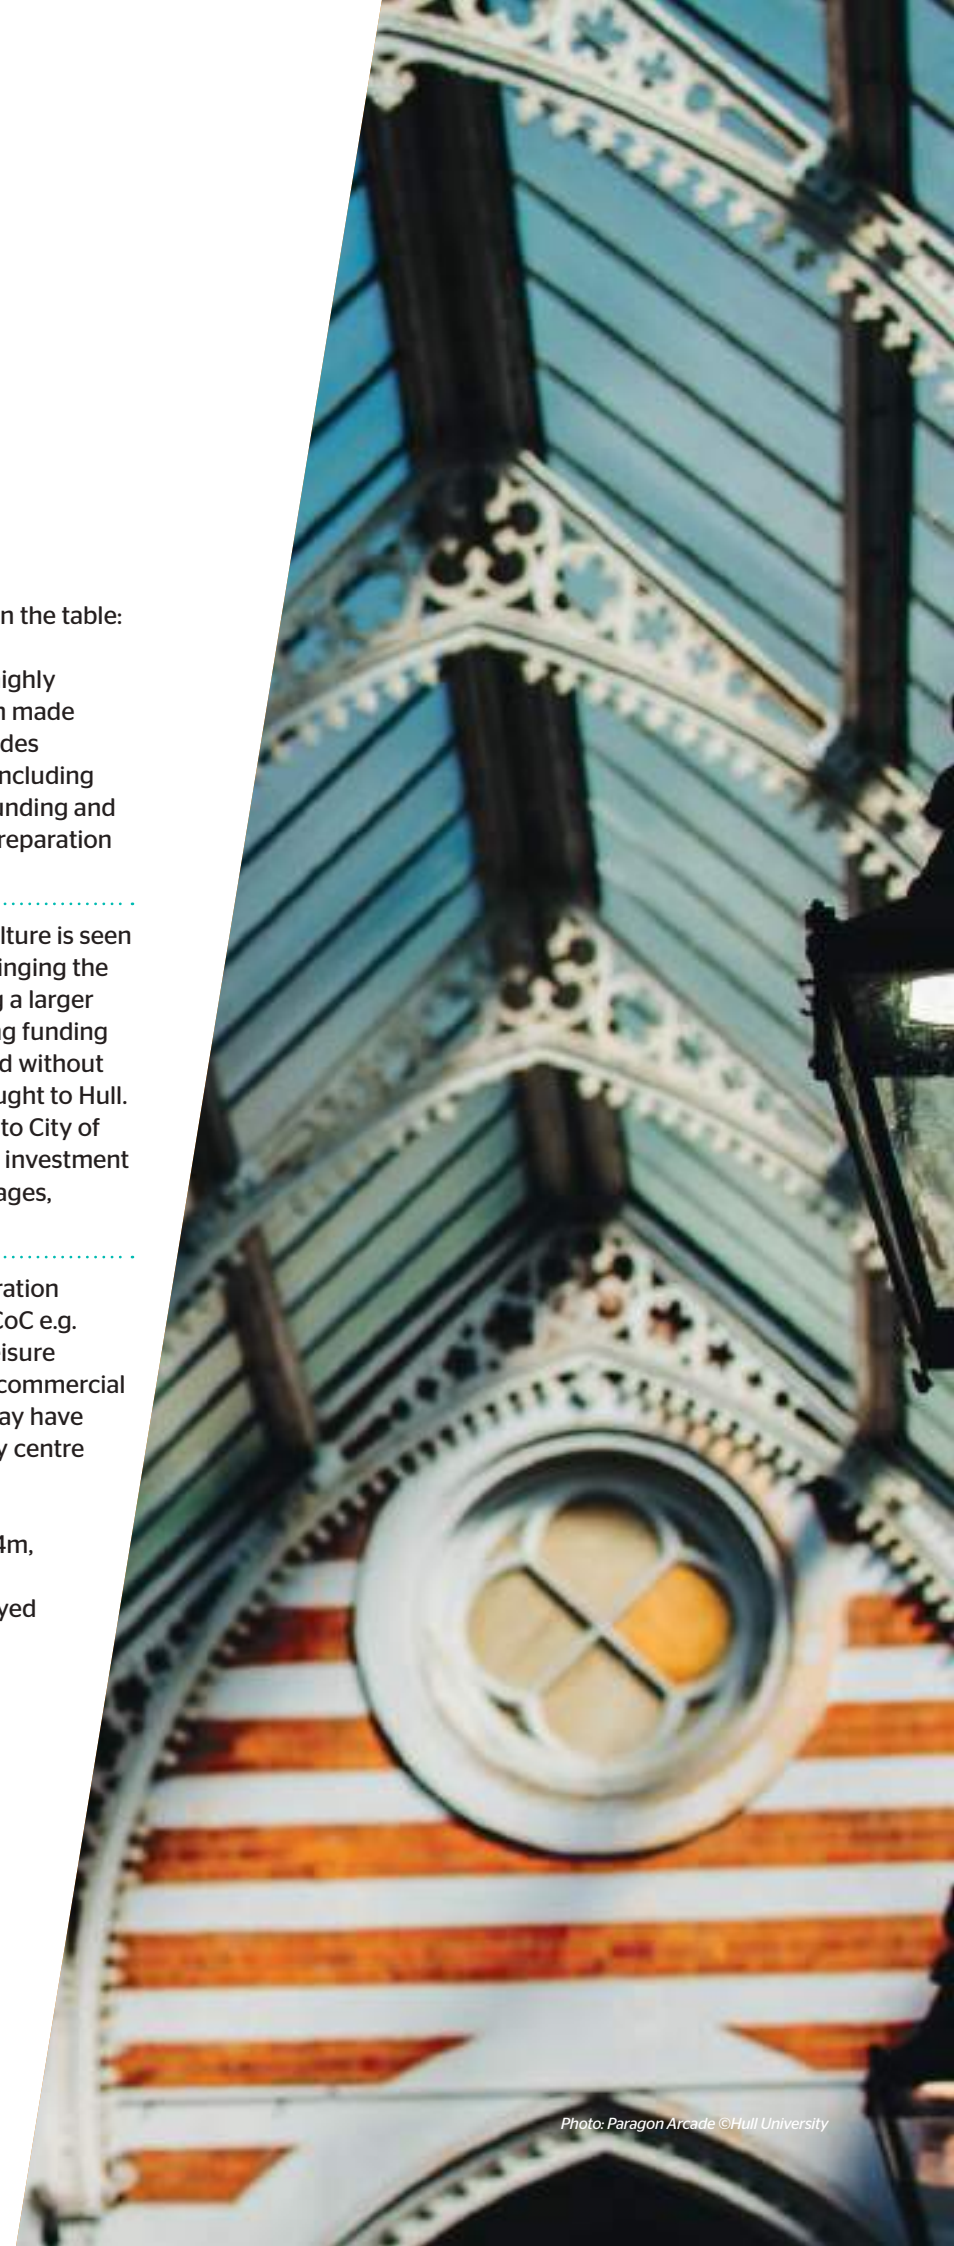 n the table:
ighly
made
des
ncluding
unding and
reparation
lture is seen
inging the
g a larger
ng funding
d without
ught to Hull.
to City of
investment
ages,
ration
CoC e.g.
isure
commercial
ay have
y centre
4m,
yed
Photo: Paragon Arcade ©Hull University